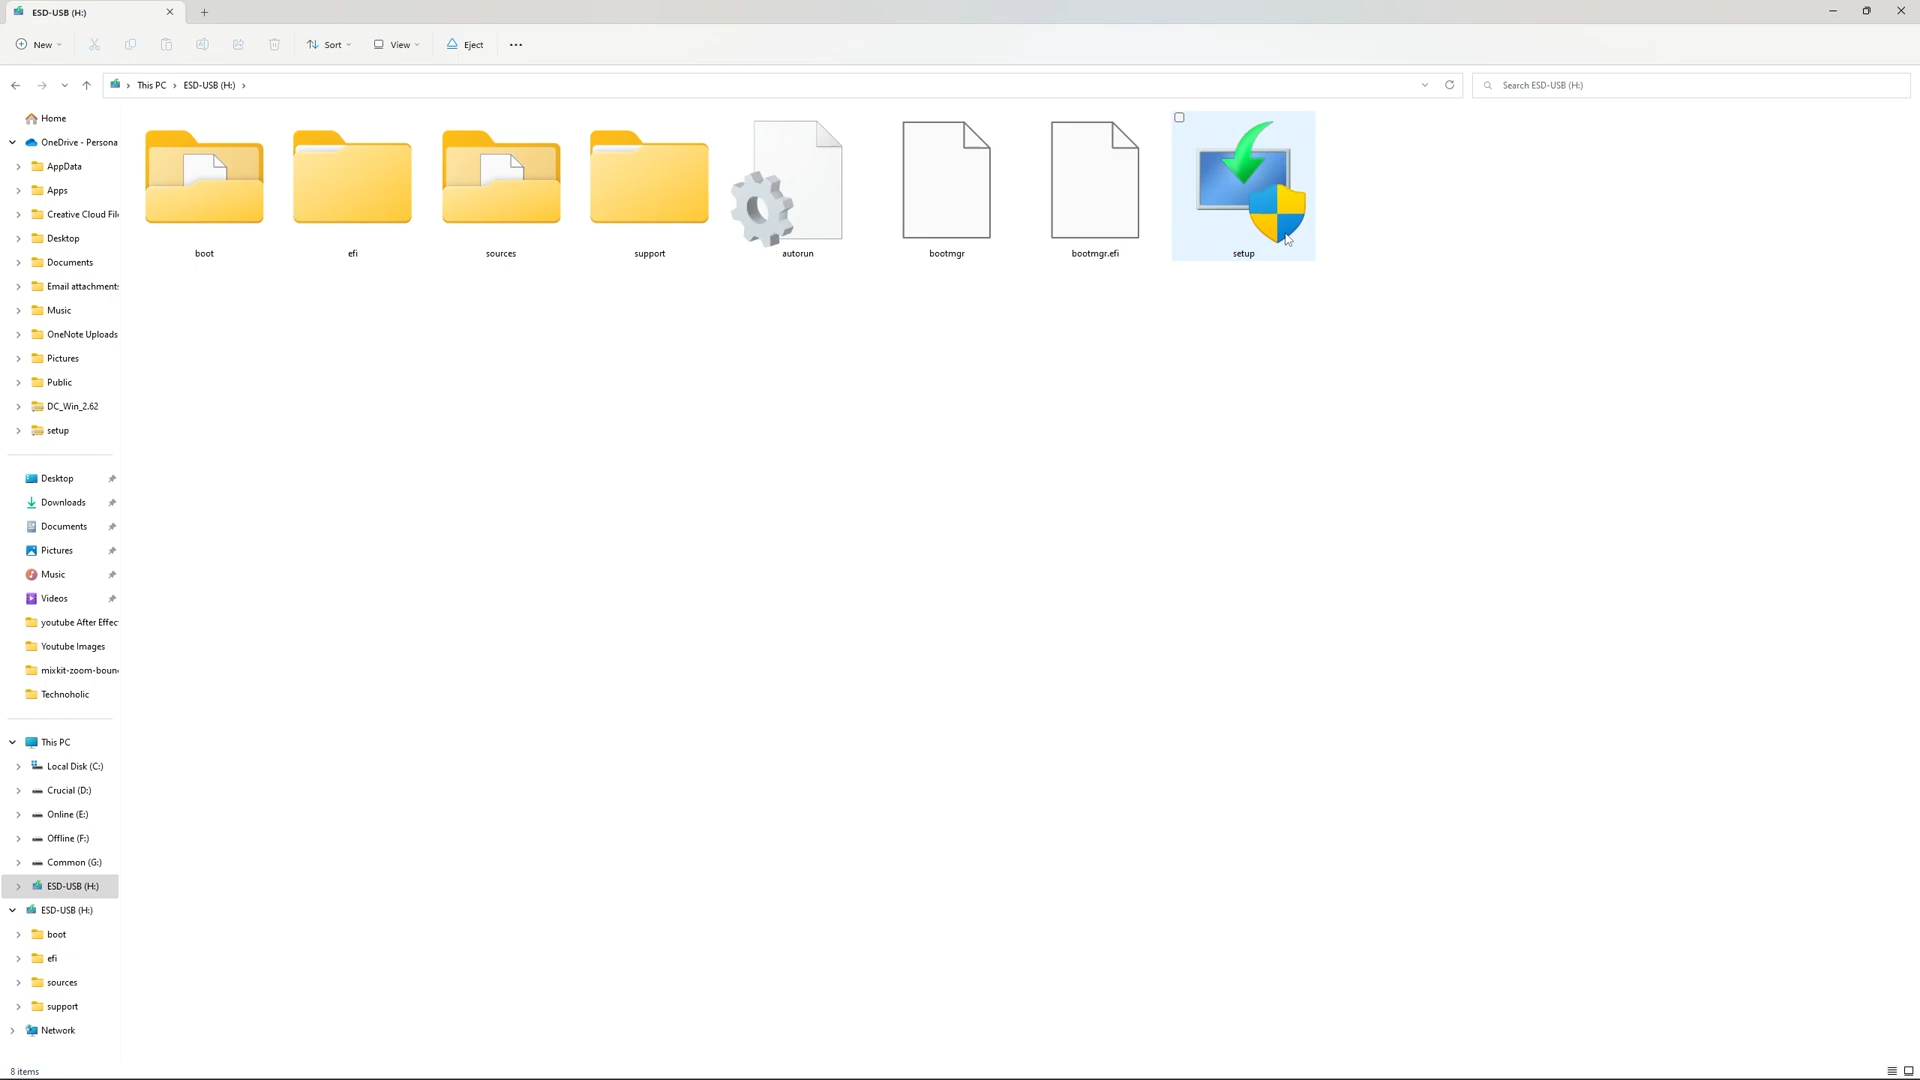 ESD-USB (H:)
New
Sort
View
Eject
This PC
ESD-USB (H:)
Search ESD-USB (H:)
Home
OneDrive - Persona
AppData
Apps
Creative Cloud Fil
Desktop
Documents
Email attachment
Music
OneNote Uploads
Pictures
Public
DC_Win_2.62
setup
Desktop
Downloads
Documents
Pictures
Music
Videos
youtube After Effec
Youtube Images
mixkit-zoom-boun
Technoholic
This PC
Local Disk (C:)
Crucial (D:)
Online (E:)
Offline (F:)
Common (G:)
ESD-USB (H:)
ESD-USB (H:)
boot
efi
sources
support
Network
boot
efi
sources
support
autorun
bootmgr
bootmgr.efi
setup
8 items